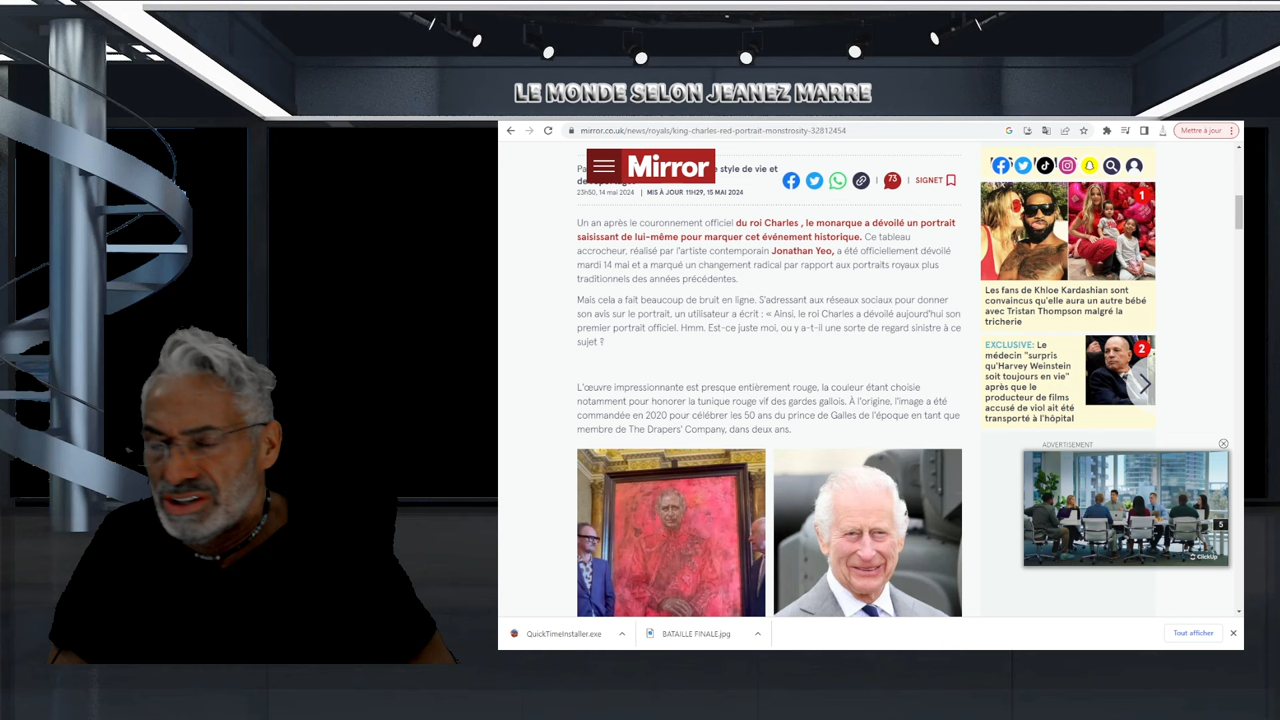 LE MONDE SELON JEANEZ MARRE
mirror.co.uk/news/royals/king-charles-red-portrait-monstrosity-32812454
Mettre à jour
Mirror
Pa
e style de vie et
de
23h50, 14 mai 2024 | MIS À JOUR 11H29, 15 MAI 2024
73
SIGNET
Un an après le couronnement officiel du roi Charles , le monarque a dévoilé un portrait
saisissant de lui-même pour marquer cet événement historique. Ce tableau
accrocheur, réalisé par l'artiste contemporain Jonathan Yeo, a été officiellement dévoilé
mardi 14 mai et a marqué un changement radical par rapport aux portraits royaux plus
traditionnels des années précédentes.
Mais cela a fait beaucoup de bruit en ligne. S'adressant aux réseaux sociaux pour donner
son avis sur le portrait, un utilisateur a écrit : « Ainsi, le roi Charles a dévoilé aujourd'hui son
premier portrait officiel. Hmm. Est-ce juste moi, ou y a-t-il une sorte de regard sinistre à ce
sujet ?
L'œuvre impressionnante est presque entièrement rouge, la couleur étant choisie
notamment pour honorer la tunique rouge vif des gardes gallois. À l'origine, l'image a été
commandée en 2020 pour célébrer les 50 ans du prince de Galles de l'époque en tant que
membre de The Drapers' Company, dans deux ans.
1
Les fans de Khloe Kardashian sont
convaincus qu'elle aura un autre bébé
avec Tristan Thompson malgré la
tricherie
EXCLUSIVE: Le
médecin "surpris
qu'Harvey Weinstein
soit toujours en vie"
après que le
producteur de films
accusé de viol ait été
transporté à l'hôpital
2
ADVERTISEMENT
5
ClickUp
QuickTimeInstaller.exe
BATAILLE FINALE.jpg
Tout afficher